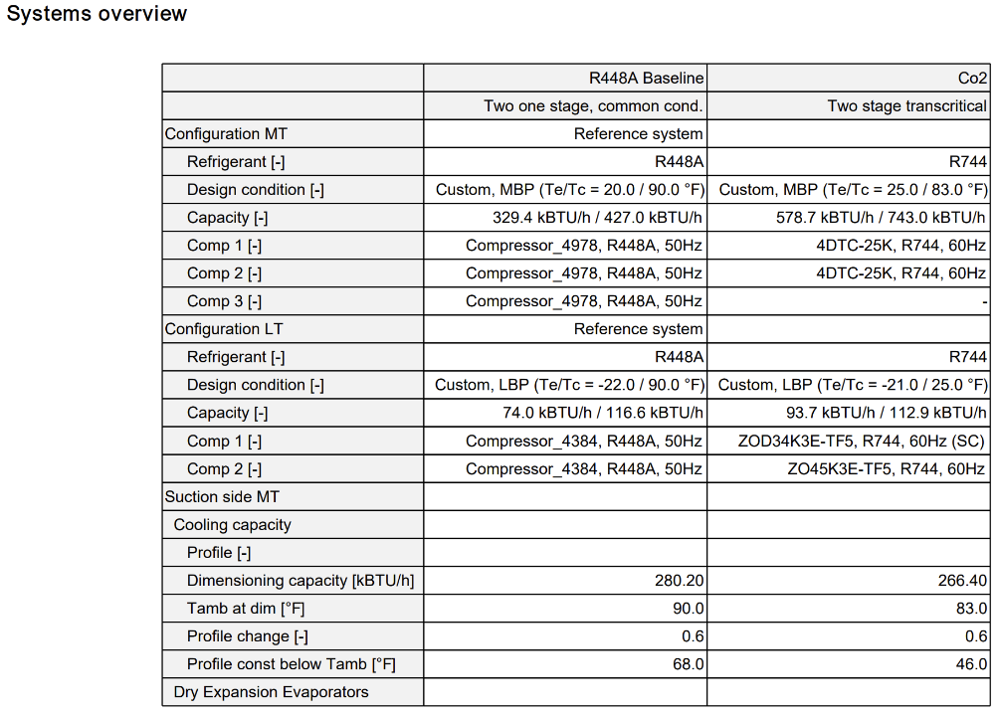 Systems overview
R448A Baseline Co2
Two one stage, common cond. Two stage transcritical
Configuration MT Reference system
Refrigerant [-] R448A R744
Design condition [-] Custom, MBP (Te/Tc = 20.0 / 90.0 °F) Custom, MBP (Te/Tc = 25.0 / 83.0 °F)
Capacity [-] 329.4 kBTU/h / 427.0 kBTU/h 578.7 kBTU/h / 743.0 kBTU/h
Comp 1 [-] Compressor_4978, R448A, 50Hz 4DTC-25K, R744, 60Hz
Comp 2 [-] Compressor_4978, R448A, 50Hz 4DTC-25K, R744, 60Hz
Comp 3 [-] Compressor_4978, R448A, 50Hz -
Configuration LT Reference system
Refrigerant [-] R448A R744
Design condition [-] Custom, LBP (Te/Tc = -22.0 / 90.0 °F) Custom, LBP (Te/Tc = -21.0 / 25.0 °F)
Capacity [-] 74.0 kBTU/h / 116.6 kBTU/h 93.7 kBTU/h / 112.9 kBTU/h
Comp 1 [-] Compressor_4384, R448A, 50Hz ZOD34K3E-TF5, R744, 60Hz (SC)
Comp 2 [-] Compressor_4384, R448A, 50Hz ZO45K3E-TF5, R744, 60Hz
Suction side MT
Cooling capacity
Profile [-]
Dimensioning capacity [kBTU/h] 280.20 266.40
Tamb at dim [°F] 90.0 83.0
Profile change [-] 0.6 0.6
Profile const below Tamb [°F] 68.0 46.0
Dry Expansion Evaporators